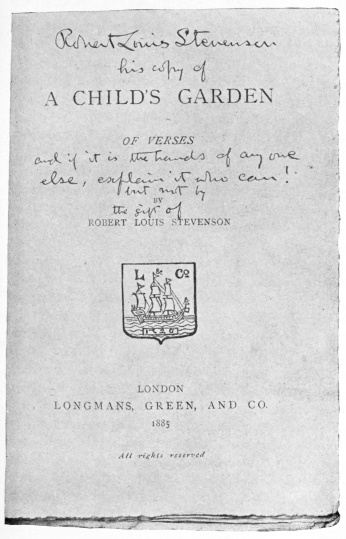 Robert Louis Stevenson
his copy of
A CHILD'S GARDEN
OF VERSES
and if it is the hands of any one
else, explain it who can!
but not by
BY
the gift of
ROBERT LOUIS STEVENSON
L Co
1726
LONDON
LONGMANS, GREEN, AND CO.
1885
All rights reserved